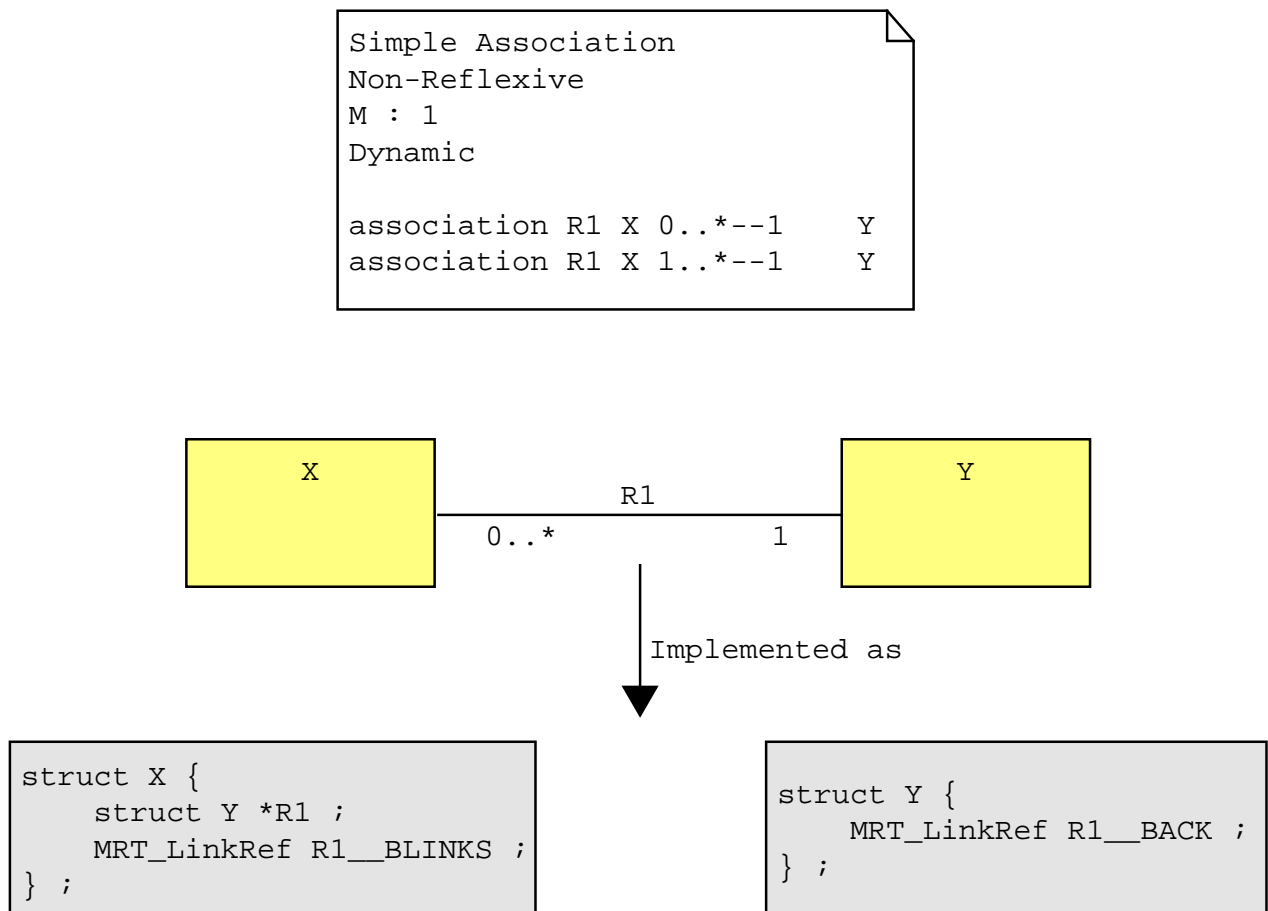 Simple Association
Non-Reflexive
M : 1
Dynamic
association R1 X 0..*--1    Y
association R1 X 1..*--1    Y
X
R1
Y
0..*
1
Implemented as
struct X {
    struct Y *R1 ;
    MRT_LinkRef R1__BLINKS ;
} ;
struct Y {
    MRT_LinkRef R1__BACK ;
} ;